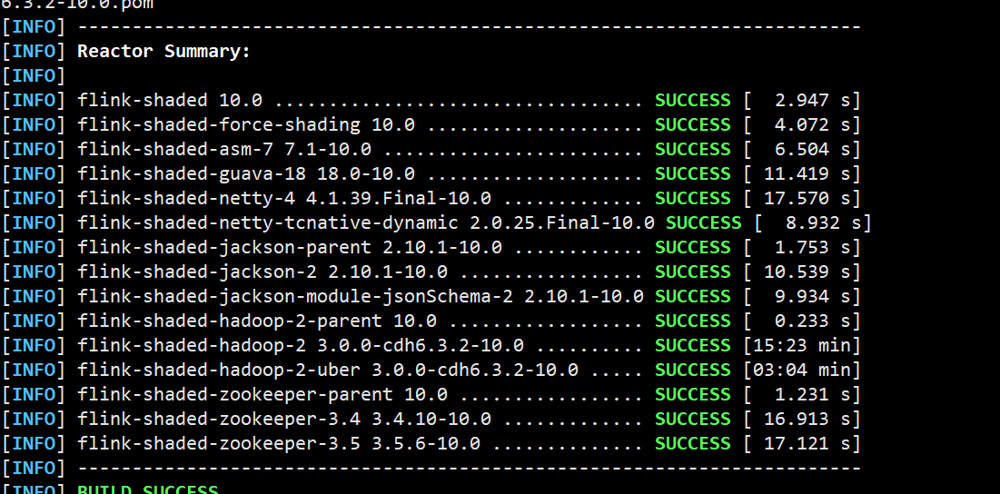 6.3.2-10.0.pom
[INFO] ------------------------------------------------------------------------
[INFO] Reactor Summary:
[INFO]
[INFO] flink-shaded 10.0 .................................. SUCCESS [  2.947 s]
[INFO] flink-shaded-force-shading 10.0 .................... SUCCESS [  4.072 s]
[INFO] flink-shaded-asm-7 7.1-10.0 ........................ SUCCESS [  6.504 s]
[INFO] flink-shaded-guava-18 18.0-10.0 .................... SUCCESS [ 11.419 s]
[INFO] flink-shaded-netty-4 4.1.39.Final-10.0 ............. SUCCESS [ 17.570 s]
[INFO] flink-shaded-netty-tcnative-dynamic 2.0.25.Final-10.0 SUCCESS [  8.932 s]
[INFO] flink-shaded-jackson-parent 2.10.1-10.0 ............ SUCCESS [  1.753 s]
[INFO] flink-shaded-jackson-2 2.10.1-10.0 ................. SUCCESS [ 10.539 s]
[INFO] flink-shaded-jackson-module-jsonSchema-2 2.10.1-10.0 SUCCESS [  9.934 s]
[INFO] flink-shaded-hadoop-2-parent 10.0 .................. SUCCESS [  0.233 s]
[INFO] flink-shaded-hadoop-2 3.0.0-cdh6.3.2-10.0 .......... SUCCESS [15:23 min]
[INFO] flink-shaded-hadoop-2-uber 3.0.0-cdh6.3.2-10.0 ..... SUCCESS [03:04 min]
[INFO] flink-shaded-zookeeper-parent 10.0 ................. SUCCESS [  1.231 s]
[INFO] flink-shaded-zookeeper-3.4 3.4.10-10.0 ............. SUCCESS [ 16.913 s]
[INFO] flink-shaded-zookeeper-3.5 3.5.6-10.0 .............. SUCCESS [ 17.121 s]
[INFO] ------------------------------------------------------------------------
[INFO] BUILD SUCCESS